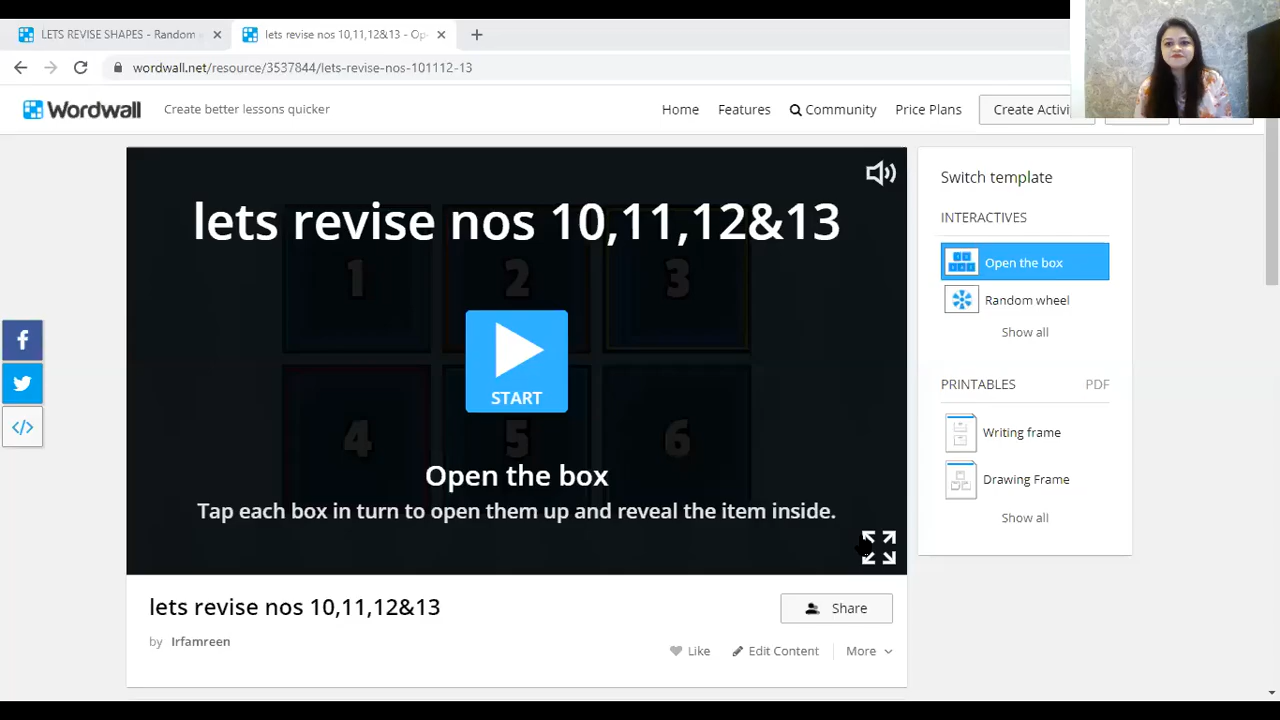 LETS REVISE SHAPES - Random
lets revise nos 10,11,12&13 - Op
wordwall.net/resource/3537844/lets-revise-nos-101112-13
Wordwall
Create better lessons quicker
Home
Features
Community
Price Plans
Create Activi
lets revise nos 10,11,12&13
1 2 3
START
4 5 6
Open the box
Tap each box in turn to open them up and reveal the item inside.
Switch template
INTERACTIVES
Open the box
Random wheel
Show all
PRINTABLES PDF
Writing frame
Drawing Frame
Show all
lets revise nos 10,11,12&13
Share
by Irfamreen
Like
Edit Content
More